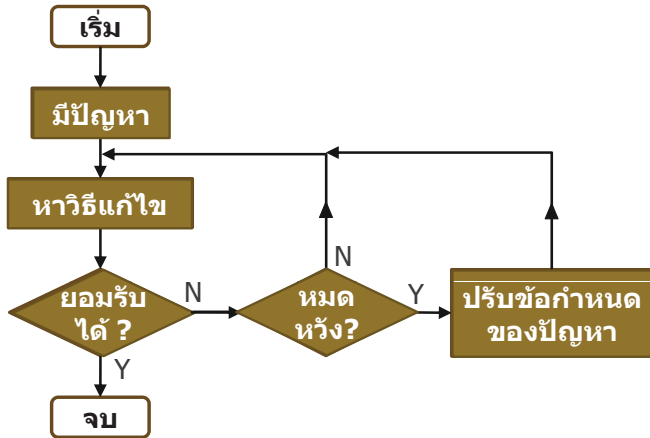 เริ่ม
มีปัญหา
หาวิธีแก้ไข
ยอมรับ
ได้ ?
N
หมด
หวัง?
N
Y
ปรับข้อกำหนด
ของปัญหา
Y
จบ